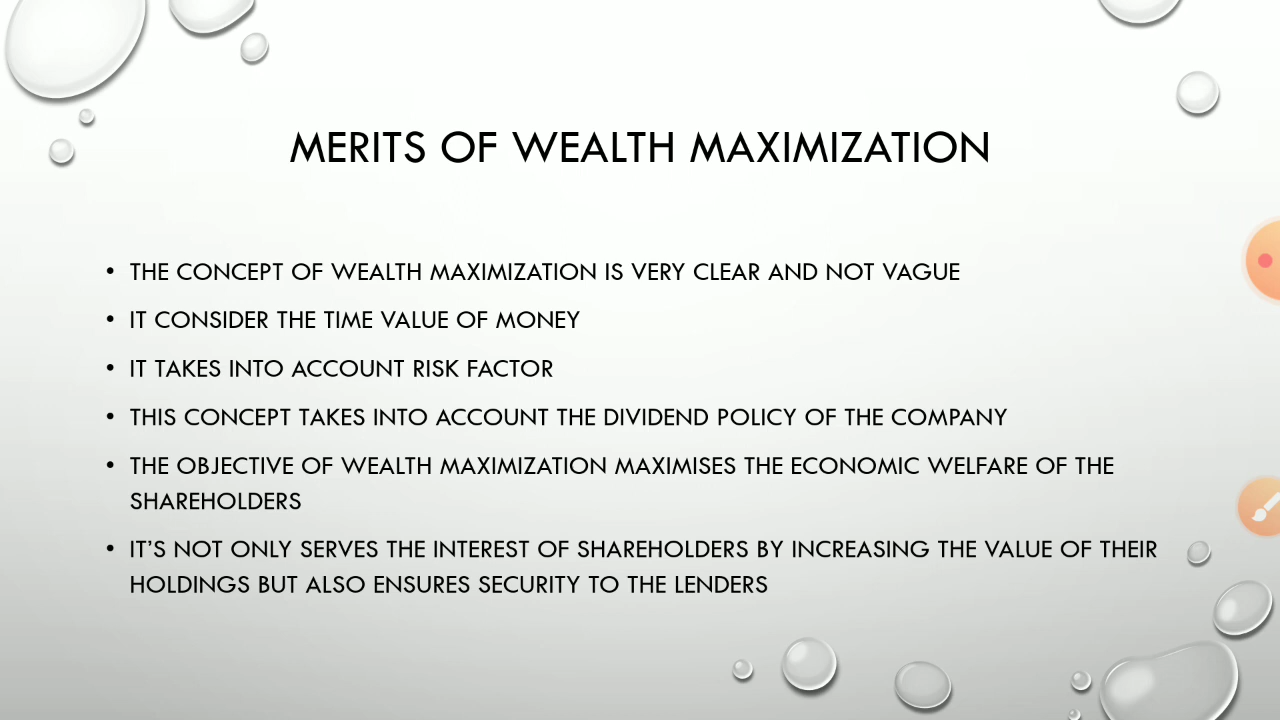 MERITS OF WEALTH MAXIMIZATION
• THE CONCEPT OF WEALTH MAXIMIZATION IS VERY CLEAR AND NOT VAGUE
• IT CONSIDER THE TIME VALUE OF MONEY
• IT TAKES INTO ACCOUNT RISK FACTOR
• THIS CONCEPT TAKES INTO ACCOUNT THE DIVIDEND POLICY OF THE COMPANY
• THE OBJECTIVE OF WEALTH MAXIMIZATION MAXIMISES THE ECONOMIC WELFARE OF THE
SHAREHOLDERS
• IT’S NOT ONLY SERVES THE INTEREST OF SHAREHOLDERS BY INCREASING THE VALUE OF THEIR
HOLDINGS BUT ALSO ENSURES SECURITY TO THE LENDERS